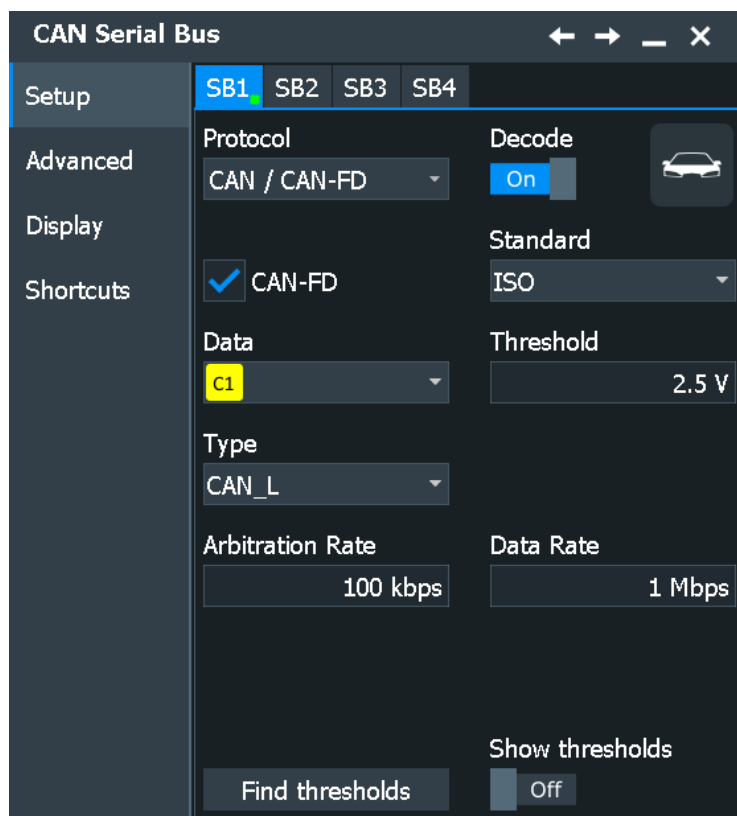 CAN Serial Bus
Setup
Advanced
Display
Shortcuts
SB1 SB2 SB3 SB4
Protocol
CAN / CAN-FD
Decode
On
CAN-FD
Standard
ISO
Data
C1
Threshold
2.5 V
Type
CAN_L
Arbitration Rate
100 kbps
Data Rate
1 Mbps
Find thresholds
Show thresholds
Off